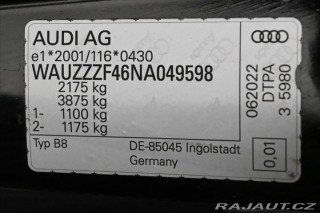 AUDI AG
e1*2001/116*0430
WAUZZZF46NA049598
2175 kg
3875 kg
1- 1100 kg
2- 1175 kg
Typ B8
DE-85045 Ingolstadt
Germany
062022
DTPA
3 5980
0,01
RAJAUT.CZ